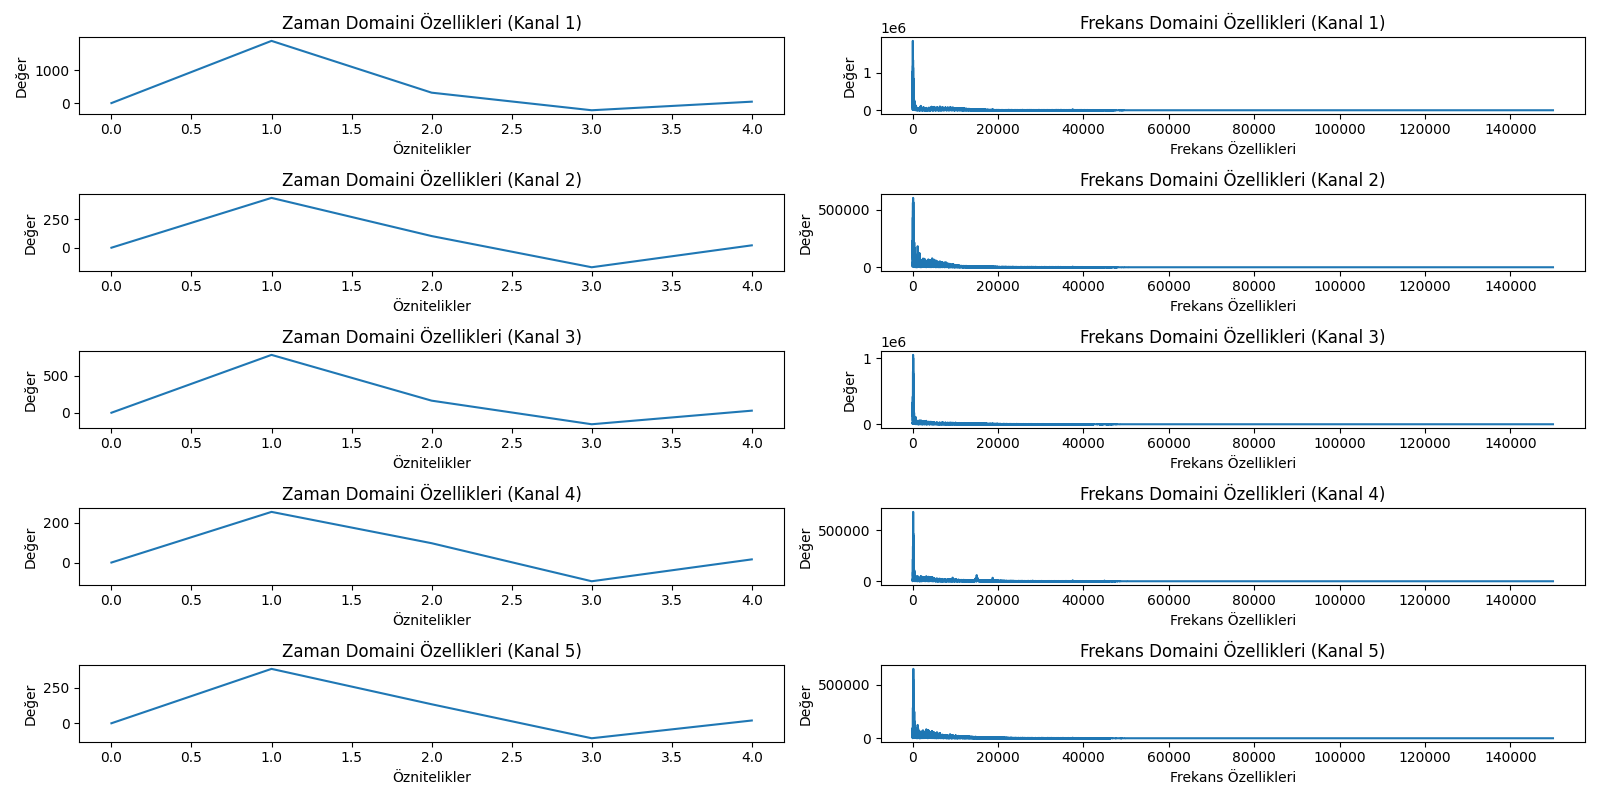 Zaman Domaini Özellikleri (Kanal 1)
Değer
1000
0
0.0 0.5 1.0 1.5 2.0 2.5 3.0 3.5 4.0
Öznitelikler
Frekans Domaini Özellikleri (Kanal 1)
1e6
Değer
1
0
0 20000 40000 60000 80000 100000 120000 140000
Frekans Özellikleri
Zaman Domaini Özellikleri (Kanal 2)
Değer
250
0
0.0 0.5 1.0 1.5 2.0 2.5 3.0 3.5 4.0
Öznitelikler
Frekans Domaini Özellikleri (Kanal 2)
Değer
500000
0
0 20000 40000 60000 80000 100000 120000 140000
Frekans Özellikleri
Zaman Domaini Özellikleri (Kanal 3)
Değer
500
0
0.0 0.5 1.0 1.5 2.0 2.5 3.0 3.5 4.0
Öznitelikler
Frekans Domaini Özellikleri (Kanal 3)
1e6
Değer
1
0
0 20000 40000 60000 80000 100000 120000 140000
Frekans Özellikleri
Zaman Domaini Özellikleri (Kanal 4)
Değer
200
0
0.0 0.5 1.0 1.5 2.0 2.5 3.0 3.5 4.0
Öznitelikler
Frekans Domaini Özellikleri (Kanal 4)
Değer
500000
0
0 20000 40000 60000 80000 100000 120000 140000
Frekans Özellikleri
Zaman Domaini Özellikleri (Kanal 5)
Değer
250
0
0.0 0.5 1.0 1.5 2.0 2.5 3.0 3.5 4.0
Öznitelikler
Frekans Domaini Özellikleri (Kanal 5)
Değer
500000
0
0 20000 40000 60000 80000 100000 120000 140000
Frekans Özellikleri